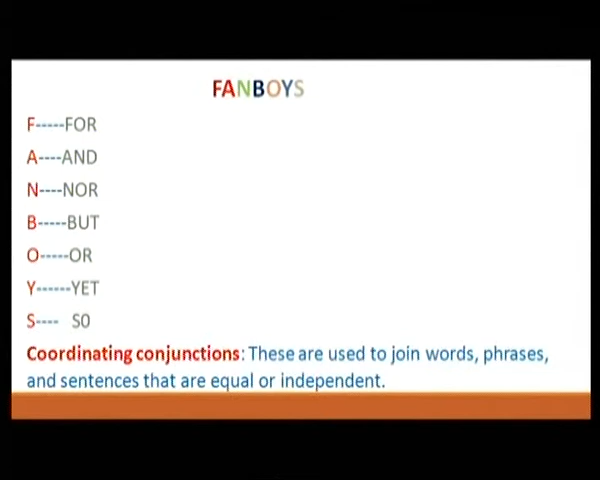 FANBOYS
F-----FOR
A----AND
N----NOR
B-----BUT
O-----OR
Y------YET
S---- SO
Coordinating conjunctions: These are used to join words, phrases,
and sentences that are equal or independent.